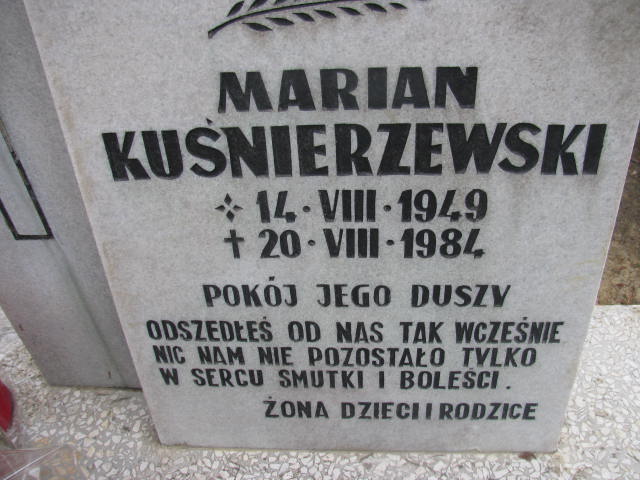 MARIAN
KUŚNIERZEWSKI
14·VIII·1949
† 20·VIII·1984
POKÓJ JEGO DUSZY
ODSZEDŁEŚ OD NAS TAK WCZEŚNIE
NIC NAM NIE POZOSTAŁO TYLKO
W SERCU SMUTKI I BOLEŚCI.
ŻONA DZIECI I RODZICE